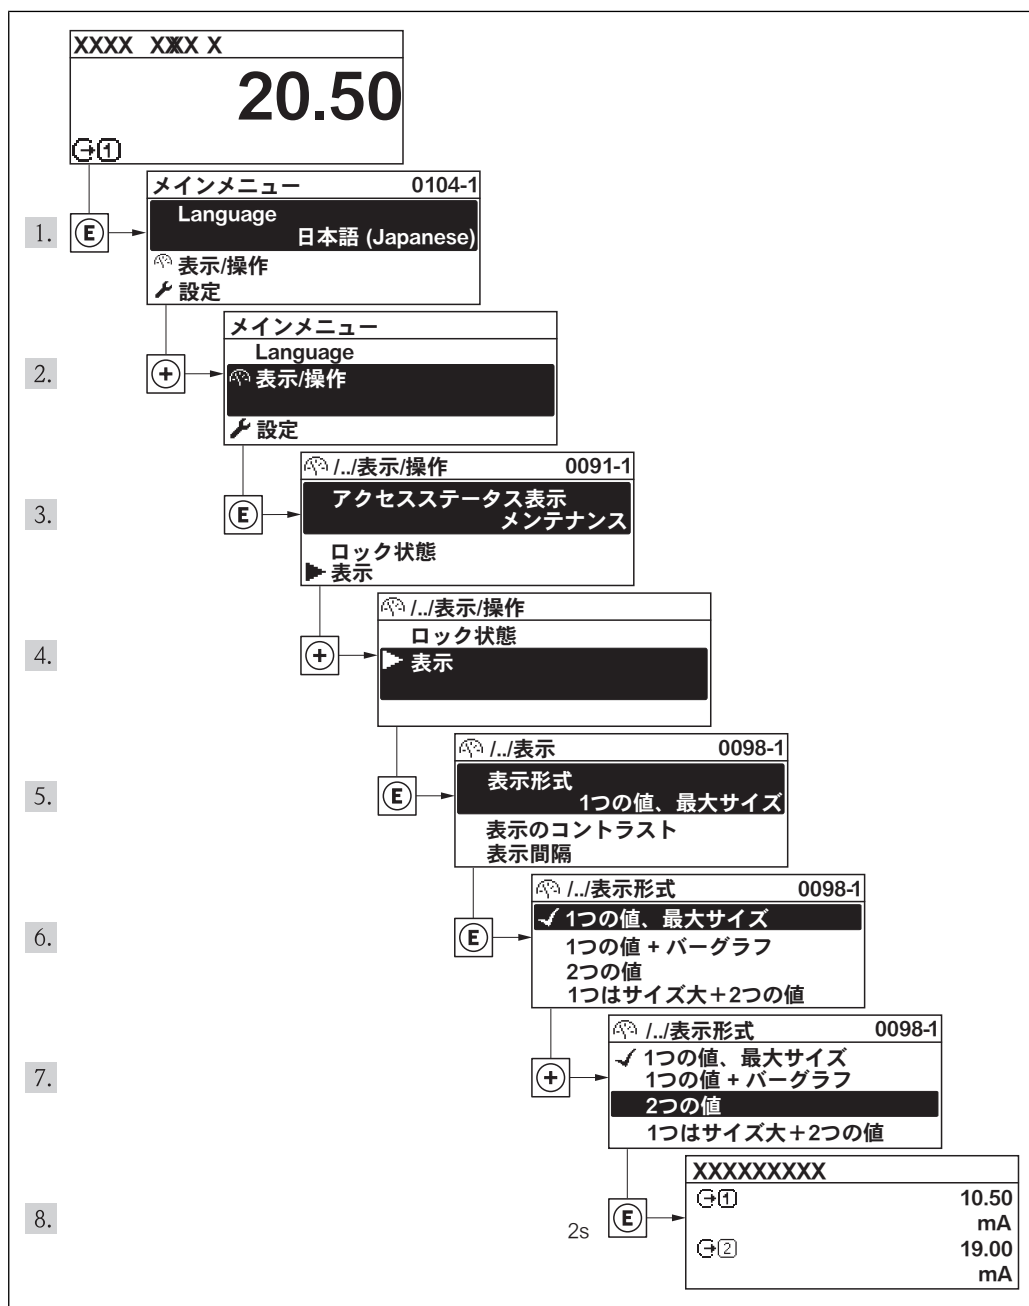 XXXX XXXX X
20.50
1
メインメニュー 0104-1
1. E Language
日本語 (Japanese)
表示/操作
設定
メインメニュー
Language
2. + 表示/操作
設定
/../表示/操作 0091-1
3. E アクセスステータス表示
メンテナンス
ロック状態
表示
/../表示/操作
ロック状態
4. + 表示
/../表示 0098-1
5. E 表示形式
1つの値、最大サイズ
表示のコントラスト
表示間隔
/../表示形式 0098-1
6. E 1つの値、最大サイズ
1つの値 + バーグラフ
2つの値
1つはサイズ大＋2つの値
/../表示形式 0098-1
7. + 1つの値、最大サイズ
1つの値 + バーグラフ
2つの値
1つはサイズ大＋2つの値
XXXXXXXXX
1 10.50
8. 2s E mA
2 19.00
mA